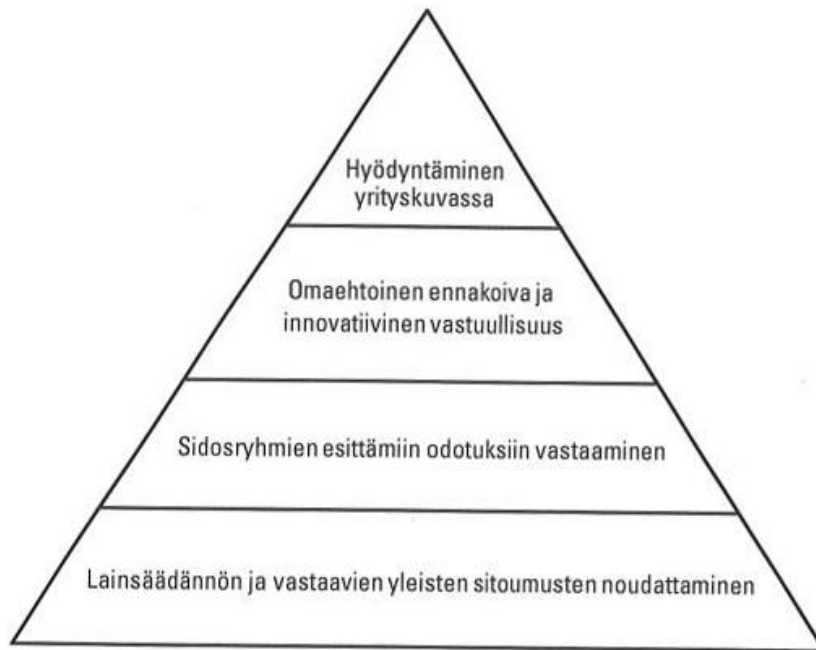 Hyödyntäminen
yrityskuvassa
Omaehtoinen ennakoiva ja
innovatiivinen vastuullisuus
Sidosryhmien esittämiin odotuksiin vastaaminen
Lainsäädännön ja vastaavien yleisten sitoumusten noudattaminen